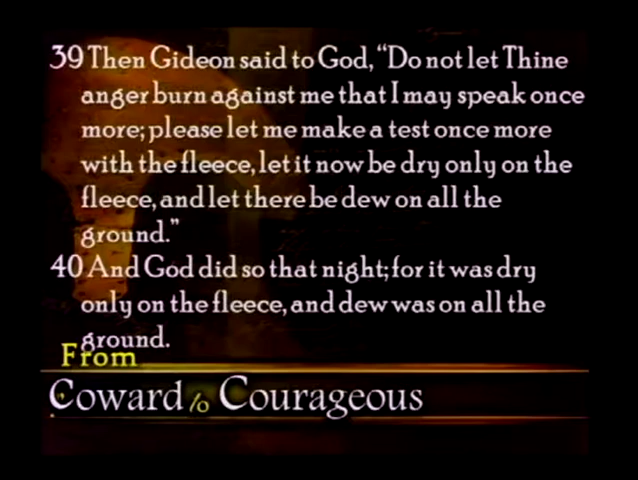 39 Then Gideon said to God, “Do not let Thine
anger burn against me that I may speak once
more; please let me make a test once more
with the fleece, let it now be dry only on the
fleece, and let there be dew on all the
ground.”
40 And God did so that night; for it was dry
only on the fleece, and dew was on all the
ground.
From
Coward to Courageous